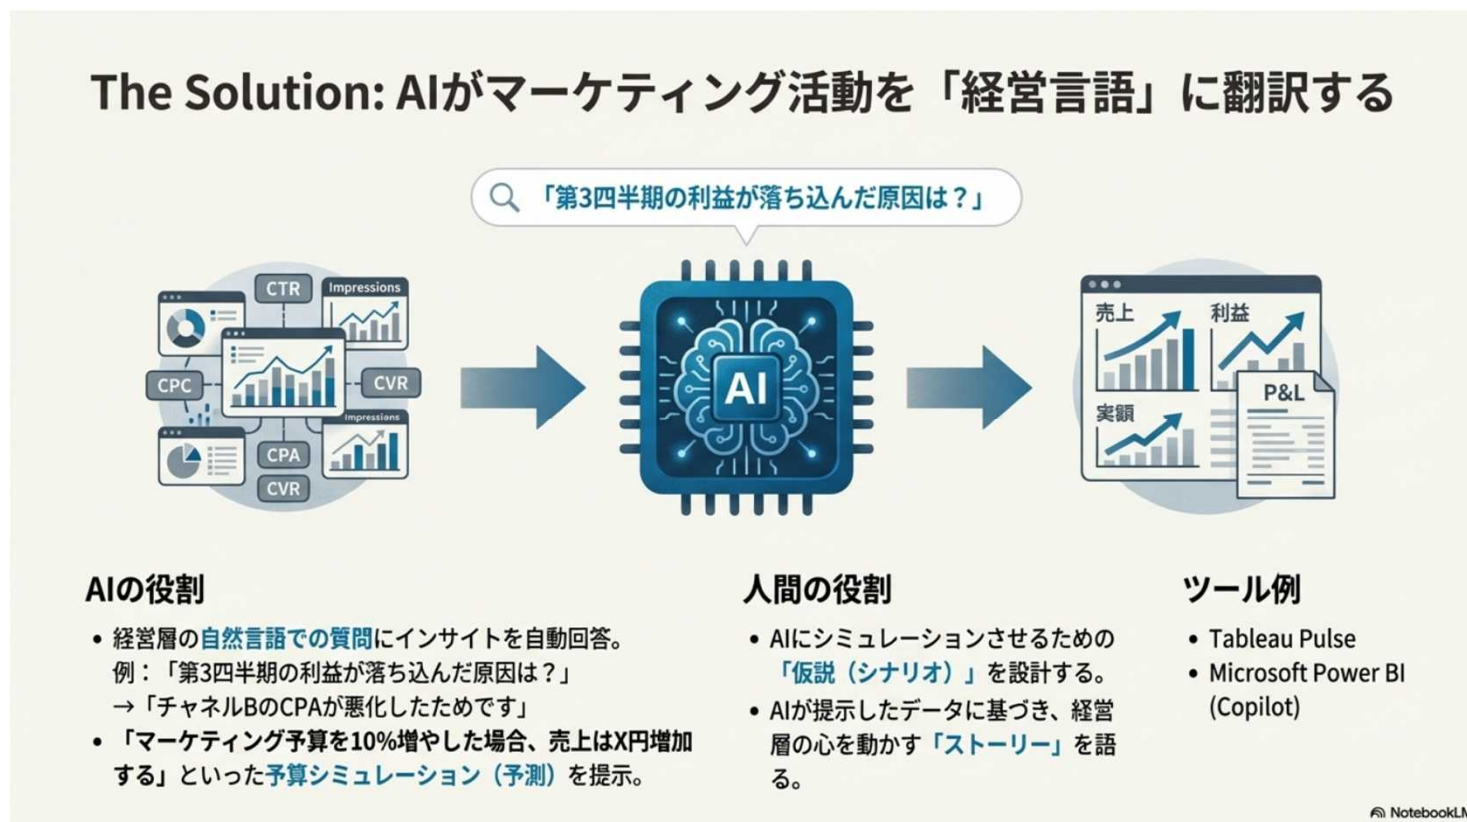 The Solution: AIがマーケティング活動を「経営言語」に翻訳する
「第3四半期の利益が落ち込んだ原因は？」
CTR
Impressions
CPC
CVR
Impressions
CPA
CVR
AI
売上
利益
実額
P&L
AIの役割
• 経営層の自然言語での質問にインサイトを自動回答。
例：「第3四半期の利益が落ち込んだ原因は？」
→「チャネルBのCPAが悪化したためです」
• 「マーケティング予算を10%増やした場合、売上はX円増加
する」といった予算シミュレーション（予測）を提示。
人間の役割
• AIにシミュレーションさせるための
「仮説（シナリオ）」を設計する。
• AIが提示したデータに基づき、経営
層の心を動かす「ストーリー」を語
る。
ツール例
• Tableau Pulse
• Microsoft Power BI
(Copilot)
NotebookLM